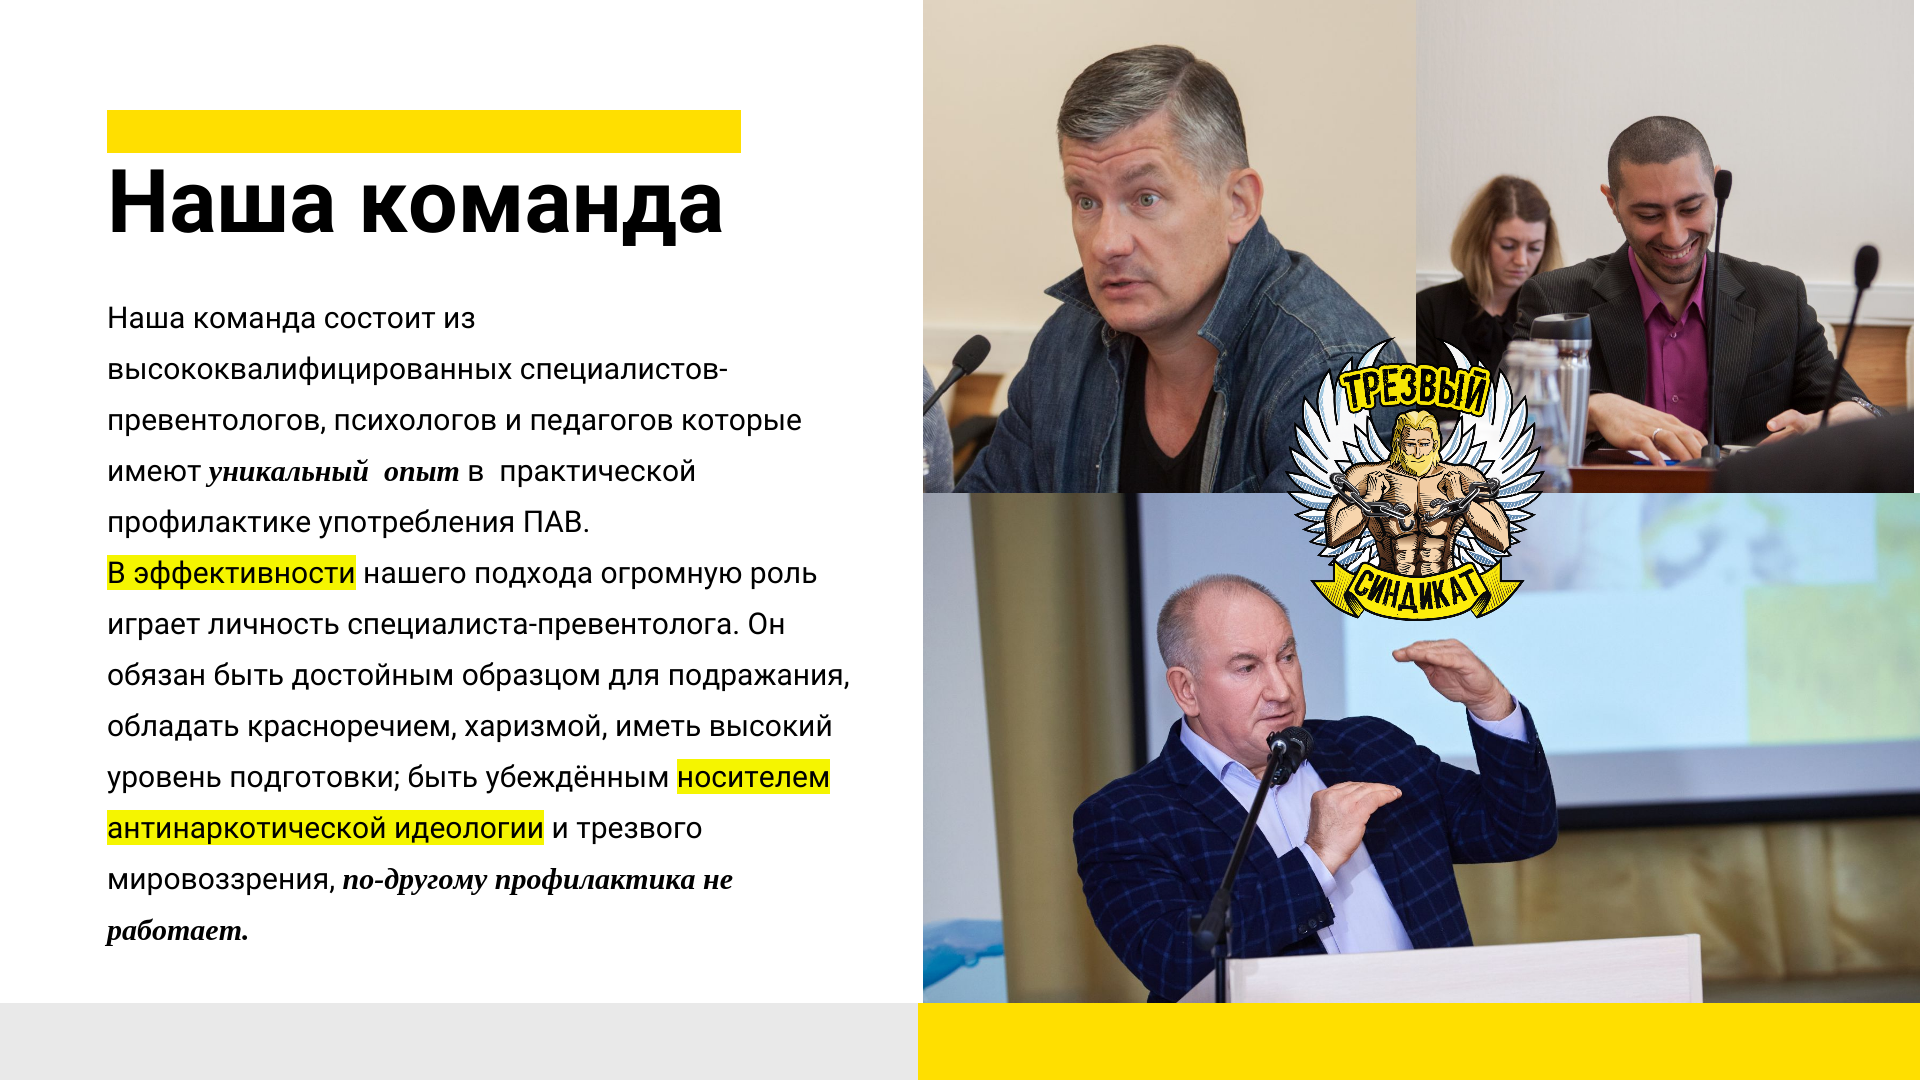 Наша команда
Наша команда состоит из
высококвалифицированных специалистов-
превентологов, психологов и педагогов которые
имеют уникальный опыт в практической
профилактике употребления ПАВ.
В эффективности нашего подхода огромную роль
играет личность специалиста-превентолога. Он
обязан быть достойным образцом для подражания,
обладать красноречием, харизмой, иметь высокий
уровень подготовки; быть убеждённым носителем
антинаркотической идеологии и трезвого
мировоззрения, по-другому профилактика не
работает.
ТРЕЗВЫЙ
СИНДИКАТ